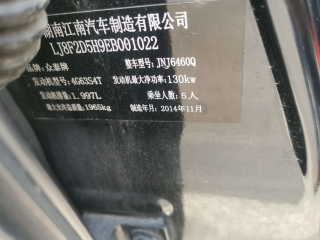 湖南江南汽车制造有限公司
LJ8F2D5H9EB001022
品牌：众泰牌 整车型号：JNJ6460Q
发动机型号：4G63S4T 发动机最大净功率：130kw
发动机排量：1.997L 乘坐人数：5人
最大允许总质量：1965kg 制造年月：2014年11月